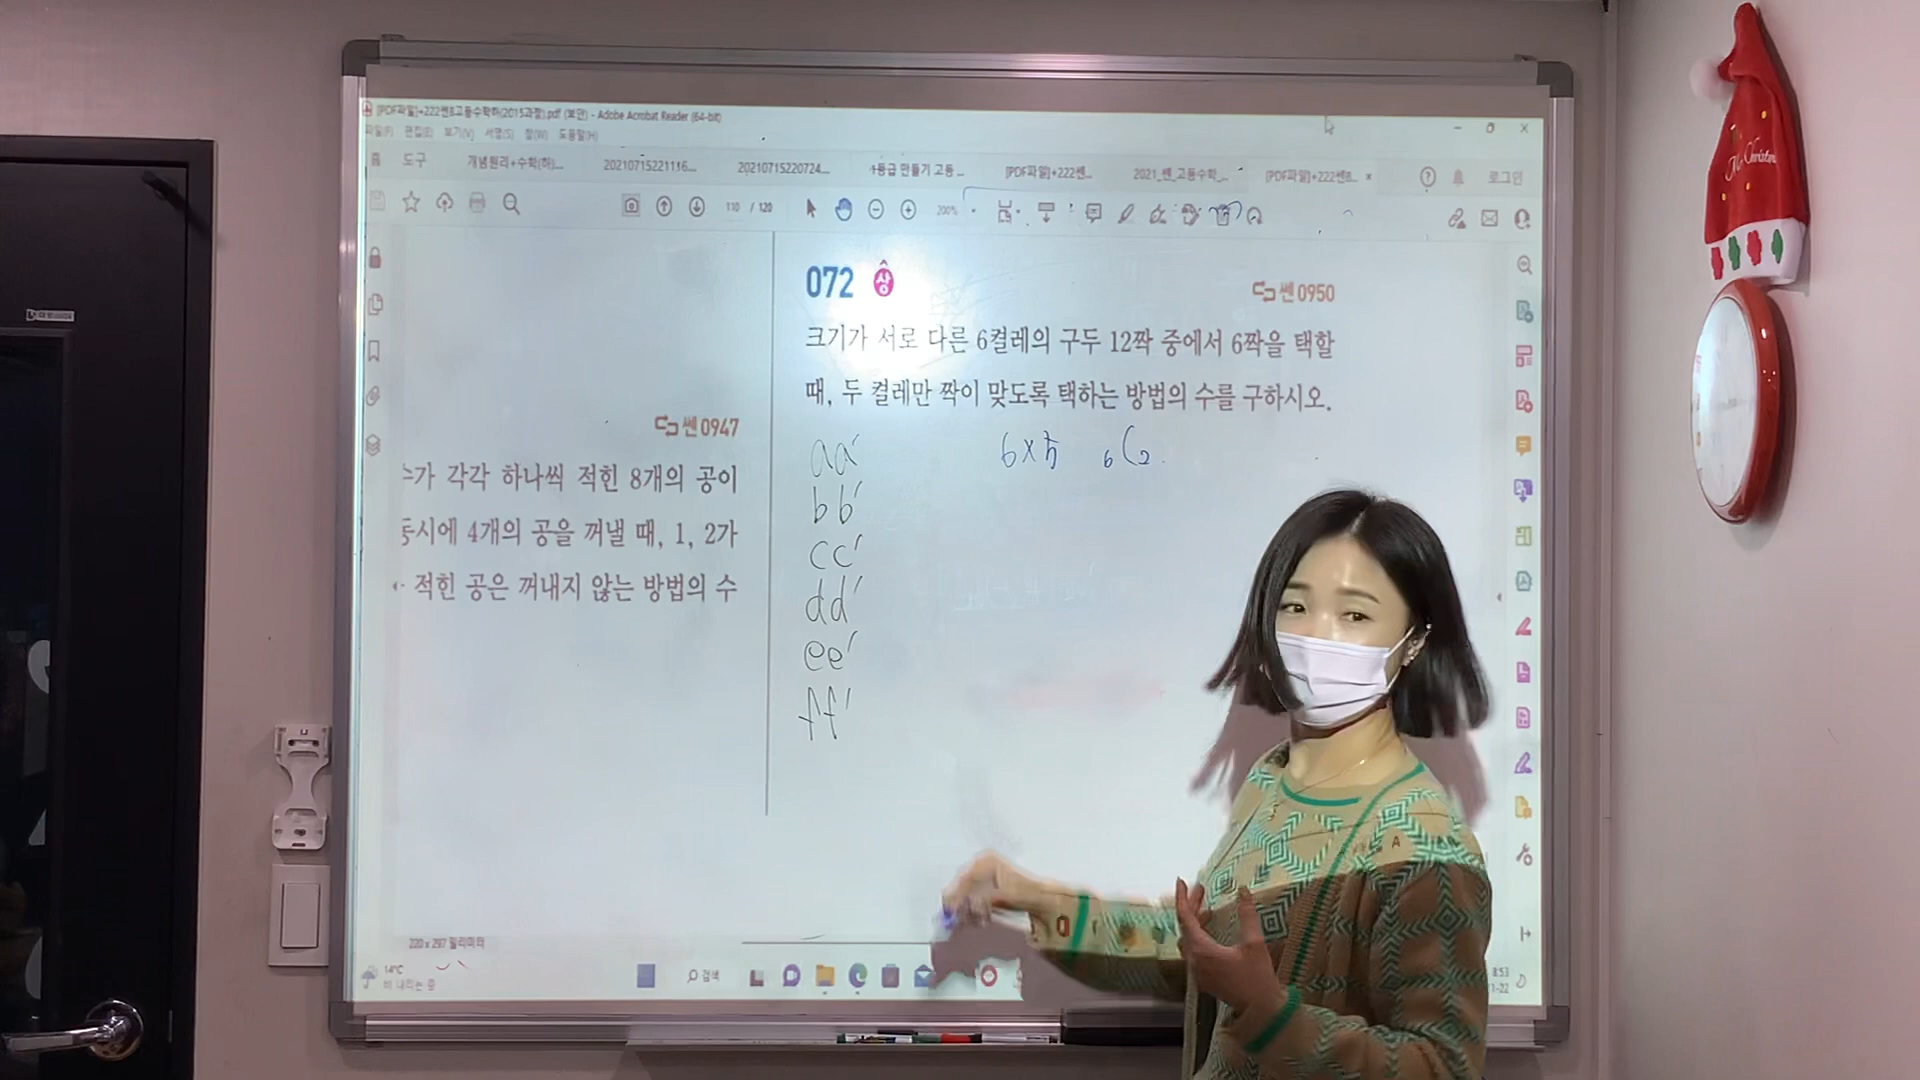 [PDF파일]+222쎈B고등수학하(2015과정).pdf (보안) - Adobe Acrobat Reader (64-bit)
파일(F) 편집(E) 보기(V) 서명(S) 창(W) 도움말(H)
도구 개념원리+수학(하)... 20210715221116... 20210715220724... 1등급 만들기 고등 ... [PDF파일]+222쎈... 2021_쎈_고등수학_... [PDF파일]+222쎈B... × 로그인
110 / 120 200%
쎈 0947
수가 각각 하나씩 적힌 8개의 공이
동시에 4개의 공을 꺼낼 때, 1, 2가
적힌 공은 꺼내지 않는 방법의 수
072 상
쎈 0950
크기가 서로 다른 6켤레의 구두 12짝 중에서 6짝을 택할
때, 두 켤레만 짝이 맞도록 택하는 방법의 수를 구하시오.
aa' 6×5 ₆C₂
bb'
cc'
dd'
ee'
ff'
220 x 297 밀리미터
14°C
비 내리는 중
검색
8:53
Christmas